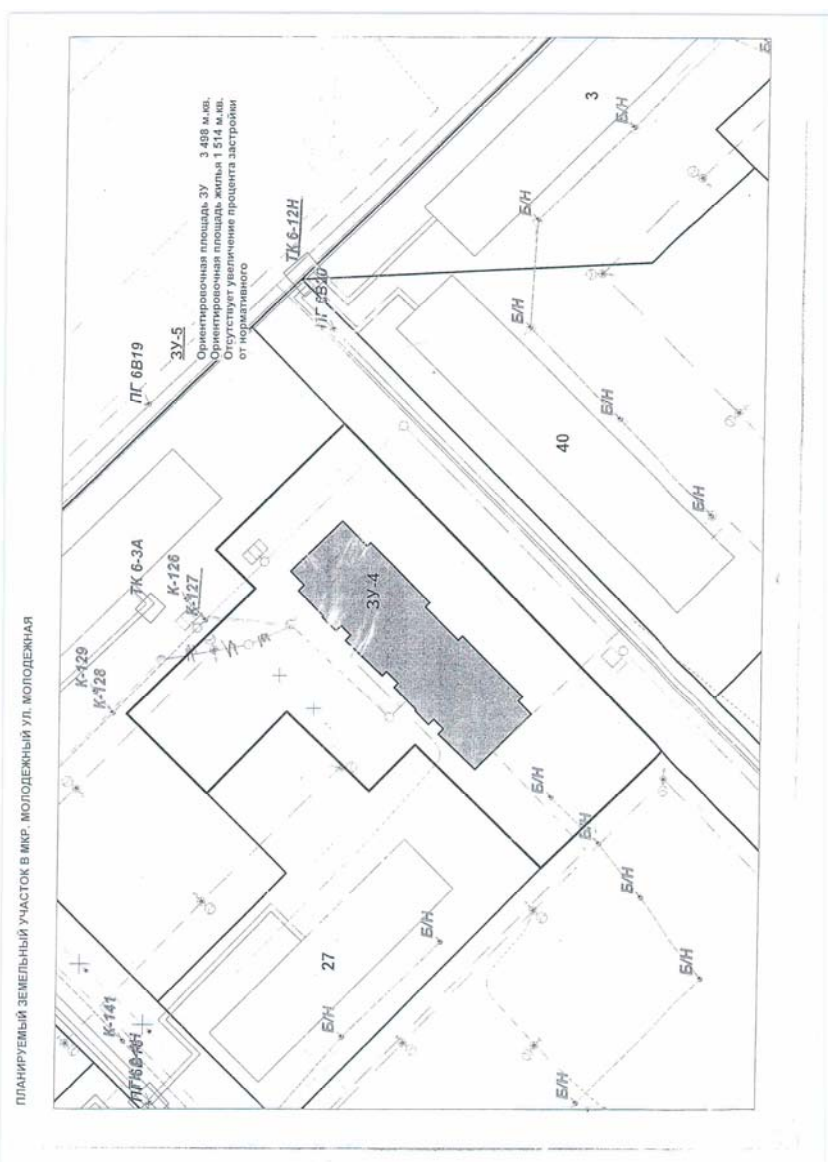 ПЛАНИРУЕМЫЙ ЗЕМЕЛЬНЫЙ УЧАСТОК В МКР. МОЛОДЕЖНЫЙ УЛ. МОЛОДЕЖНАЯ
ЗУ-5
Ориентировочная площадь ЗУ 3 498 м.кв.
Ориентировочная площадь жилья 1 514 м.кв.
Отсутствует увеличение процента застройки
от нормативного
ПГ 6В19
ТК 6-12Н
ПГ 6В20
3
Б/Н
Б/Н
Б/Н
Б/Н
Б/Н
40
ТК 6-3А
К-126
К-127
К-129
К-128
ЗУ-4
Б/Н
Б/Н
Б/Н
Б/Н
Б/Н
27
Б/Н
Б/Н
К-141